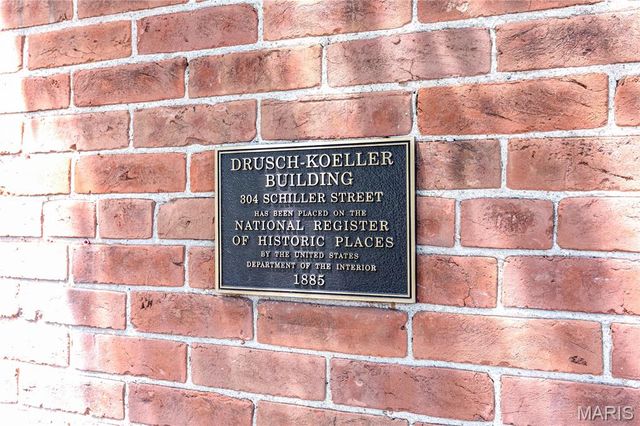 DRUSCH-KOELLER
BUILDING
304 SCHILLER STREET
HAS BEEN PLACED ON THE
NATIONAL REGISTER
OF HISTORIC PLACES
BY THE UNITED STATES
DEPARTMENT OF THE INTERIOR
1885
MARIS